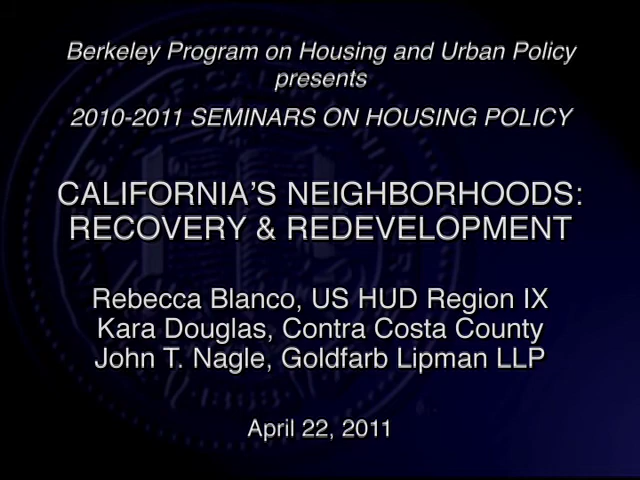 Berkeley Program on Housing and Urban Policy
presents
2010-2011 SEMINARS ON HOUSING POLICY
CALIFORNIA'S NEIGHBORHOODS:
RECOVERY & REDEVELOPMENT
Rebecca Blanco, US HUD Region IX
Kara Douglas, Contra Costa County
John T. Nagle, Goldfarb Lipman LLP
April 22, 2011